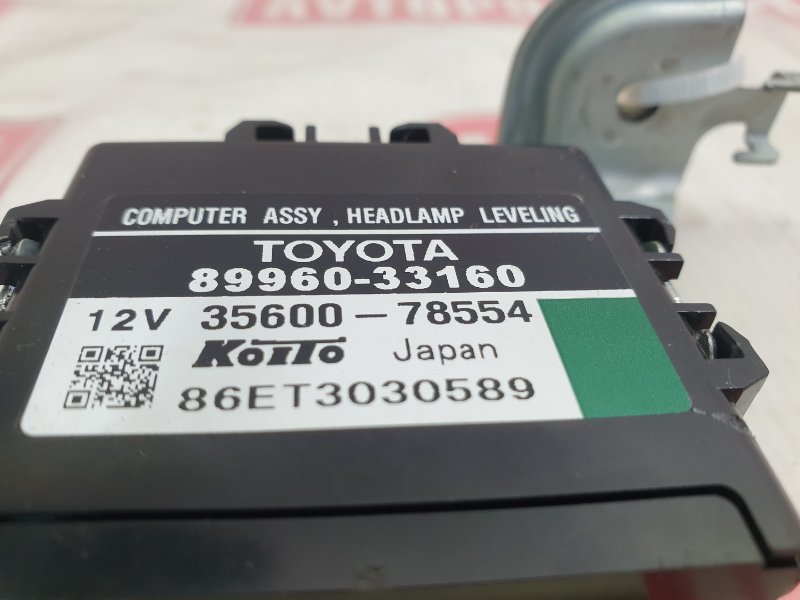 COMPUTER ASSY , HEADLAMP LEVELING
TOYOTA
89960-33160
12V 35600-78554
KOITO Japan
86ET3030589